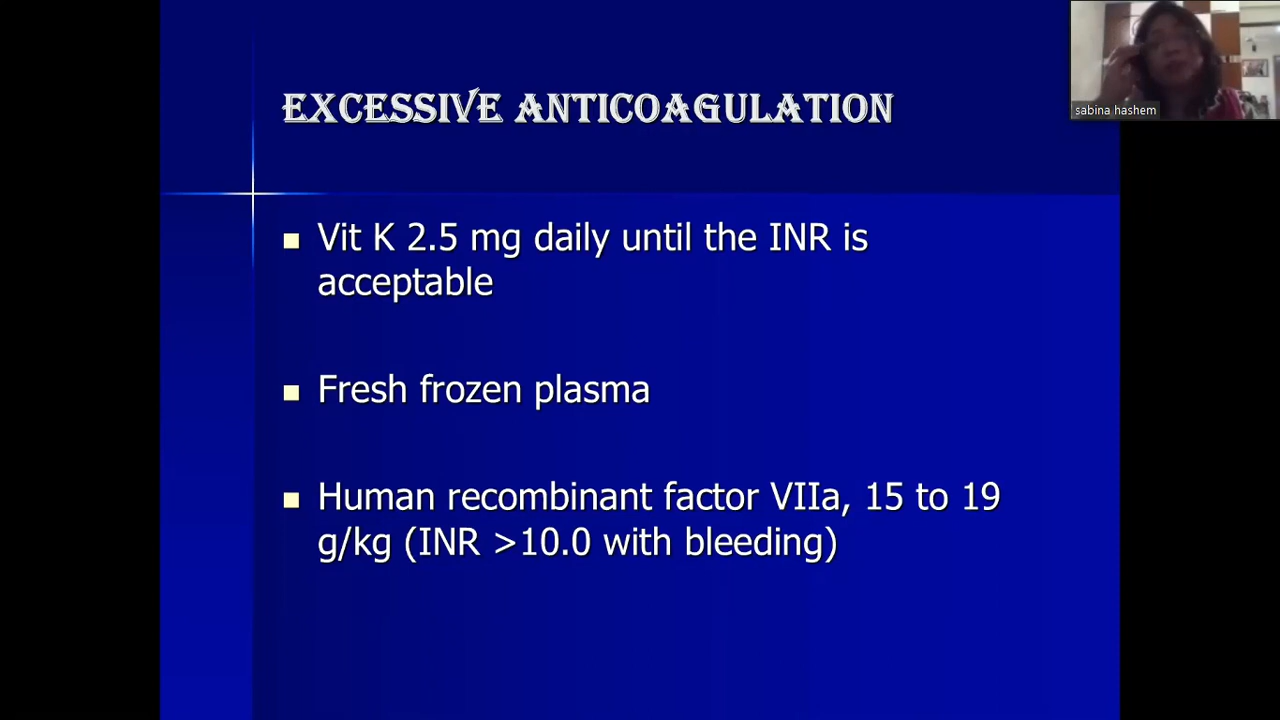 EXCESSIVE ANTICOAGULATION
sabina hashem
Vit K 2.5 mg daily until the INR is
acceptable
Fresh frozen plasma
Human recombinant factor VIIa, 15 to 19
g/kg (INR >10.0 with bleeding)